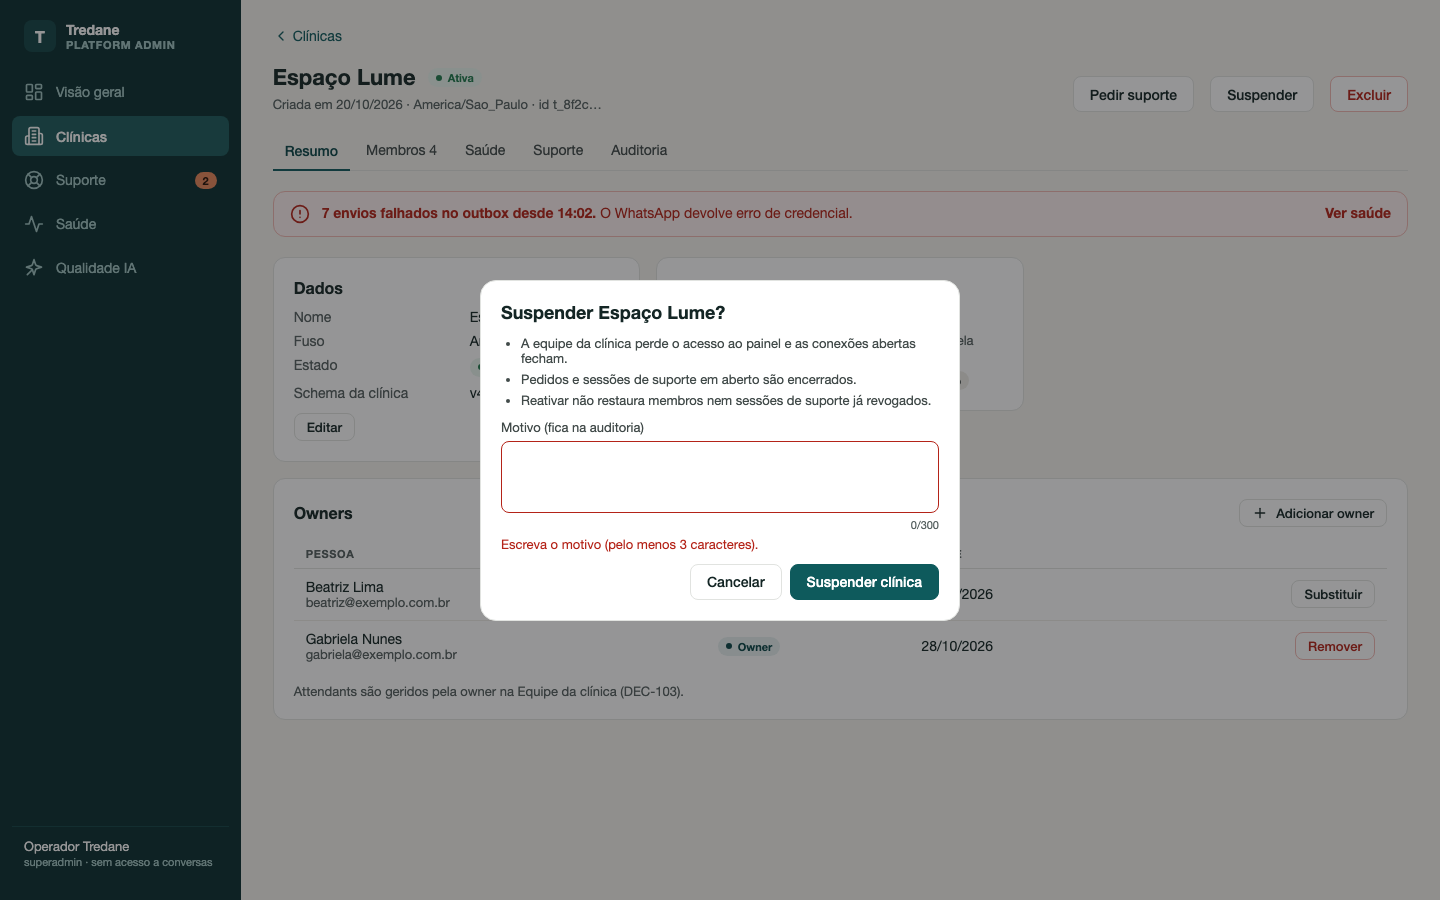 T
Tredane
PLATFORM ADMIN
Visão geral
Clínicas
Suporte
2
Saúde
Qualidade IA
Operador Tredane
superadmin · sem acesso a conversas
Clínicas
Espaço Lume
Ativa
Criada em 20/10/2026 · America/Sao_Paulo · id t_8f2c…
Pedir suporte
Suspender
Excluir
Resumo
Membros 4
Saúde
Suporte
Auditoria
7 envios falhados no outbox desde 14:02. O WhatsApp devolve erro de credencial.
Ver saúde
Dados
Nome
Fuso
Estado
Schema da clínica
Editar
Suspender Espaço Lume?
A equipe da clínica perde o acesso ao painel e as conexões abertas
fecham.
Pedidos e sessões de suporte em aberto são encerrados.
Reativar não restaura membros nem sessões de suporte já revogados.
Motivo (fica na auditoria)
0/300
Escreva o motivo (pelo menos 3 caracteres).
Cancelar
Suspender clínica
Owners
Adicionar owner
PESSOA
Beatriz Lima
beatriz@exemplo.com.br
/2026
Substituir
Gabriela Nunes
gabriela@exemplo.com.br
Owner
28/10/2026
Remover
Attendants são geridos pela owner na Equipe da clínica (DEC-103).